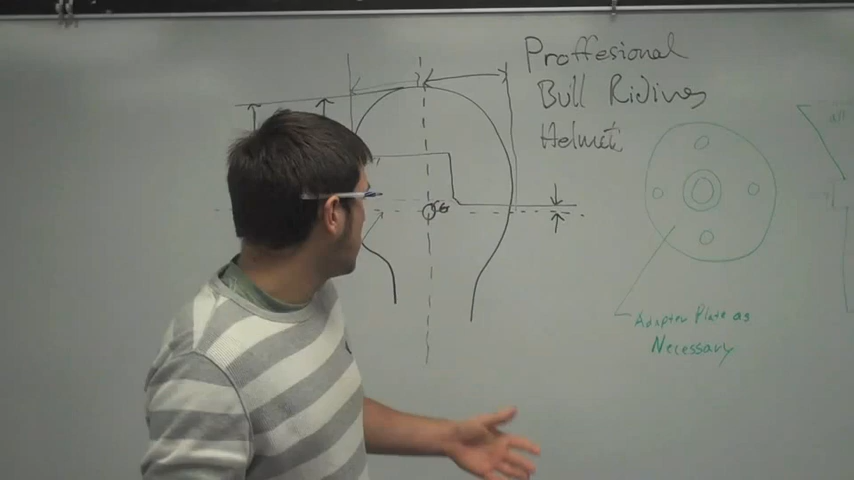 Proffesional
Bull Riding
Helmet
Adapter Plate as
Necessary